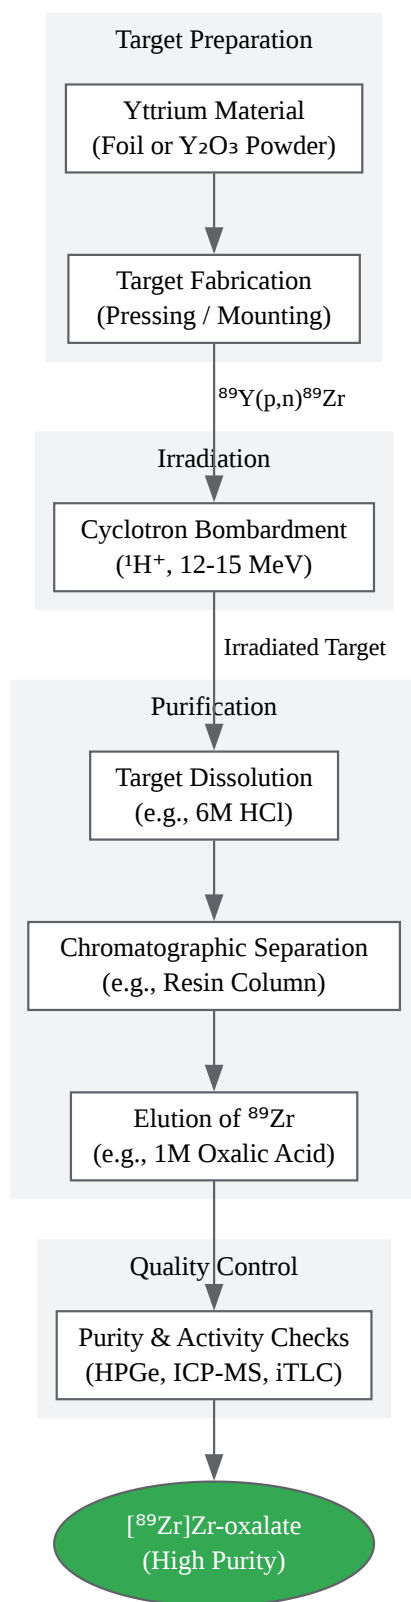 Target Preparation
Yttrium Material
(Foil or Y₂O₃ Powder)
Target Fabrication
(Pressing / Mounting)
⁸⁹Y(p,n)⁸⁹Zr
Irradiation
Cyclotron Bombardment
(¹H⁺, 12-15 MeV)
Irradiated Target
Purification
Target Dissolution
(e.g., 6M HCl)
Chromatographic Separation
(e.g., Resin Column)
Elution of ⁸⁹Zr
(e.g., 1M Oxalic Acid)
Quality Control
Purity & Activity Checks
(HPGe, ICP-MS, iTLC)
[⁸⁹Zr]Zr-oxalate
(High Purity)